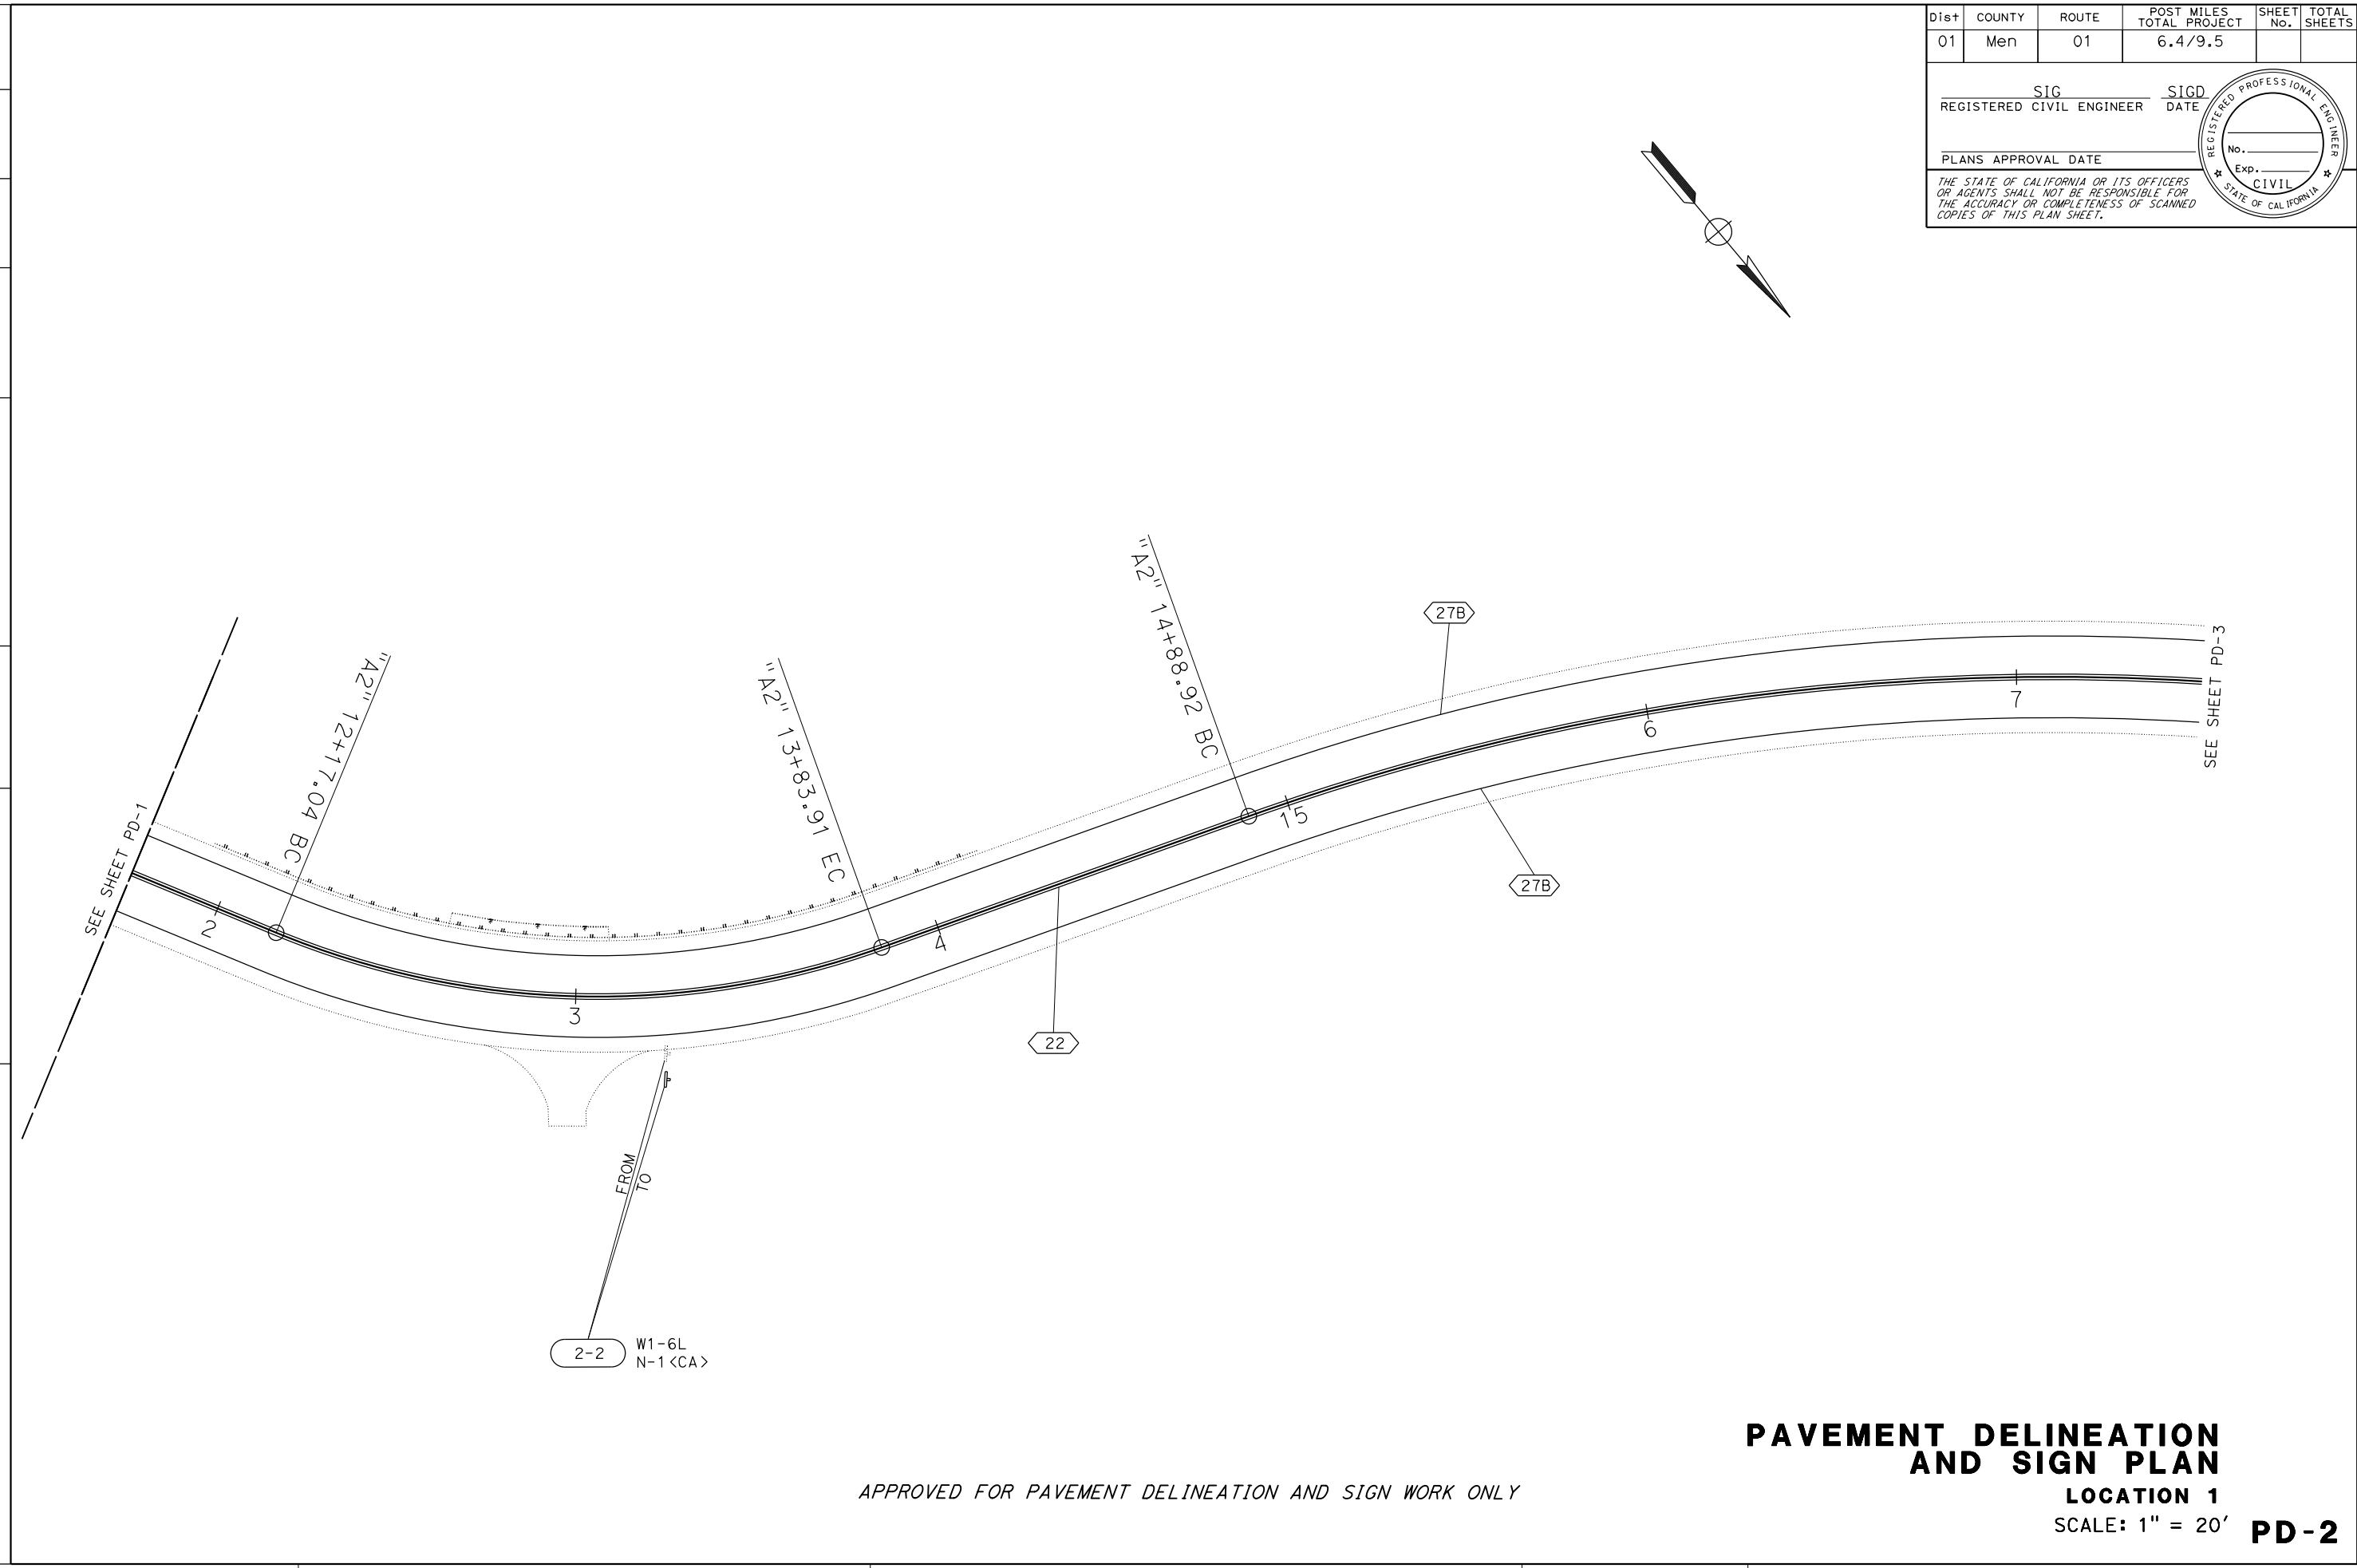 Dist COUNTY ROUTE POST MILES TOTAL PROJECT SHEET No. TOTAL SHEETS
01 Men 01 6.4/9.5
SIG SIGD
REGISTERED CIVIL ENGINEER DATE
PLANS APPROVAL DATE
REGISTERED PROFESSIONAL ENGINEER
No.
Exp.
CIVIL
STATE OF CALIFORNIA
THE STATE OF CALIFORNIA OR ITS OFFICERS
OR AGENTS SHALL NOT BE RESPONSIBLE FOR
THE ACCURACY OR COMPLETENESS OF SCANNED
COPIES OF THIS PLAN SHEET.
SEE SHEET PD-1
"A2" 12+17.04 BC
"A2" 13+83.91 EC
"A2" 14+88.92 BC
27B
SEE SHEET PD-3
2
3
4
15
6
7
22
27B
FROM
TO
2-2
W1-6L
N-1<CA>
APPROVED FOR PAVEMENT DELINEATION AND SIGN WORK ONLY
PAVEMENT DELINEATION
AND SIGN PLAN
LOCATION 1
SCALE: 1" = 20'
PD-2